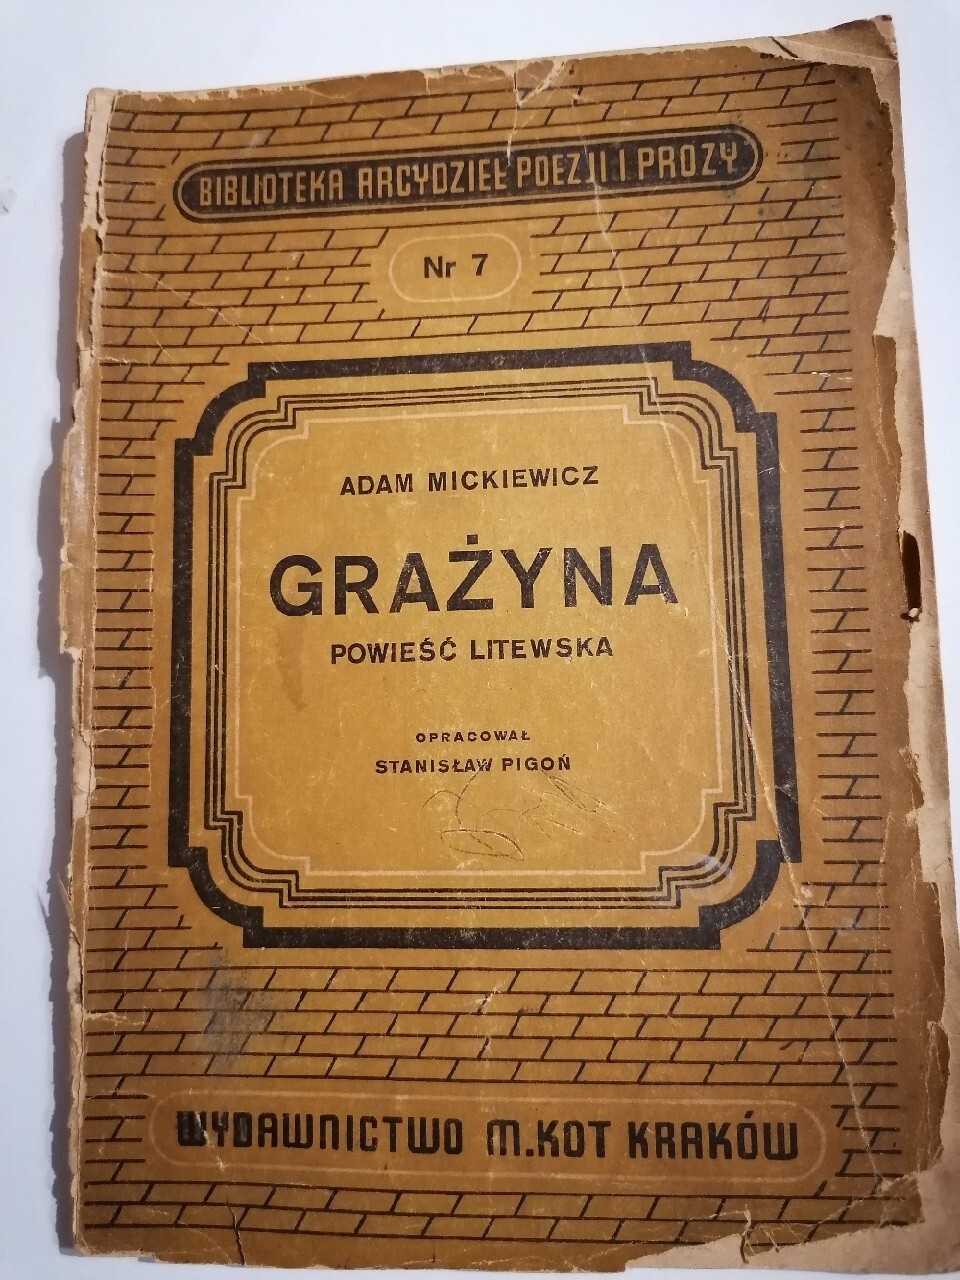 BIBLIOTEKA ARCYDZIEŁ POEZJI I PROZY
Nr 7
ADAM MICKIEWICZ
GRAŻYNA
POWIEŚĆ LITEWSKA
OPRACOWAŁ
STANISŁAW PIGOŃ
WYDAWNICTWO M.KOT KRAKÓW